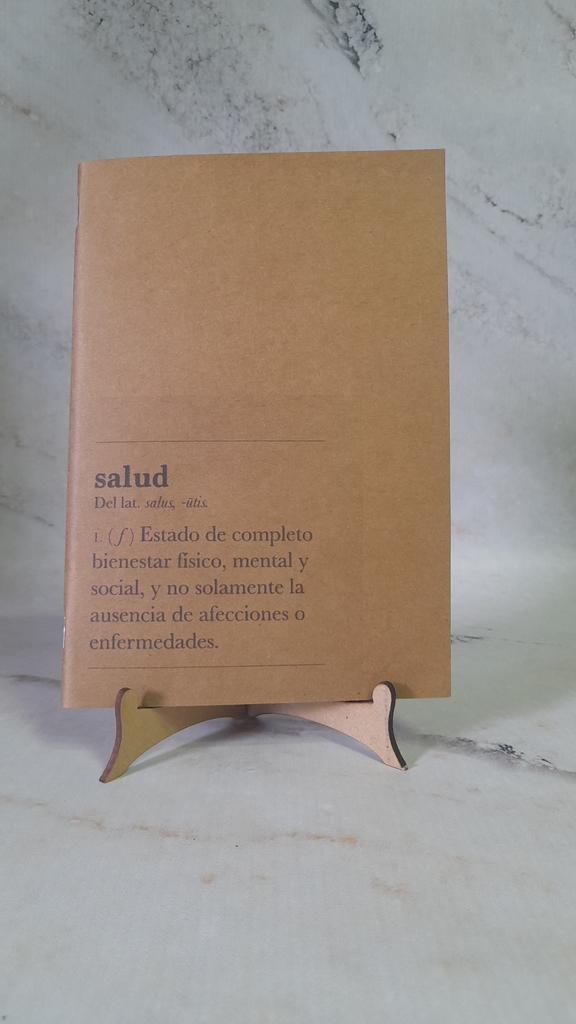 salud
Del lat. salus, -ūtis.
1. (f) Estado de completo
bienestar físico, mental y
social, y no solamente la
ausencia de afecciones o
enfermedades.